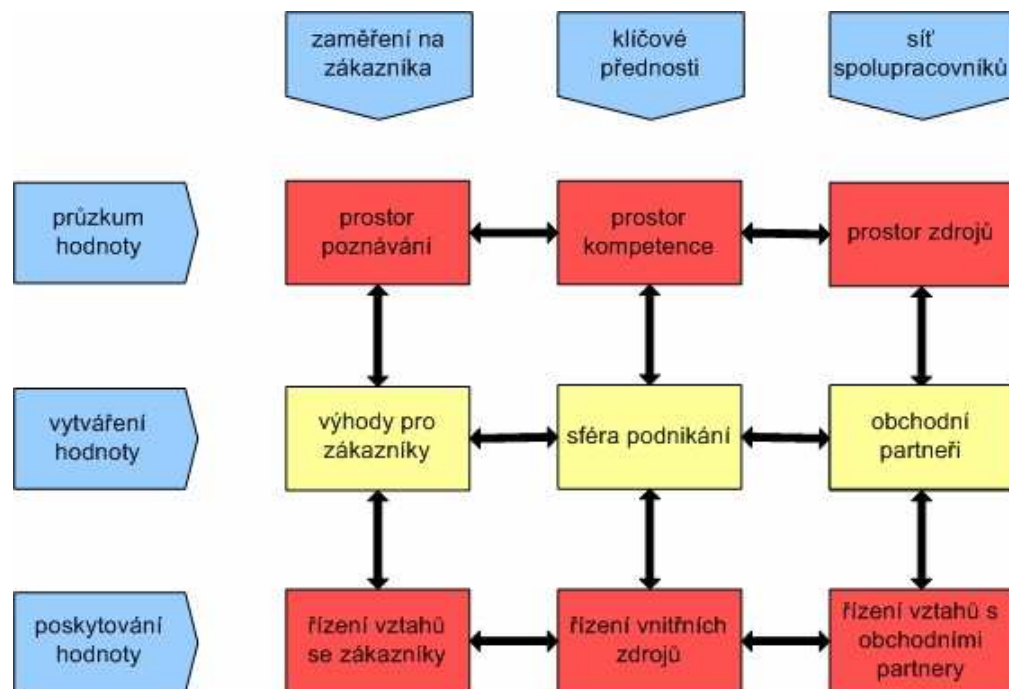 zaměření na
zákazníka
klíčové
přednosti
síť
spolupracovníků
průzkum
hodnoty
prostor
poznávání
prostor
kompetence
prostor zdrojů
vytváření
hodnoty
výhody pro
zákazníky
sféra podnikání
obchodní
partneři
poskytování
hodnoty
řízení vztahů
se zákazníky
řízení vnitřních
zdrojů
řízení vztahů s
obchodními
partnery